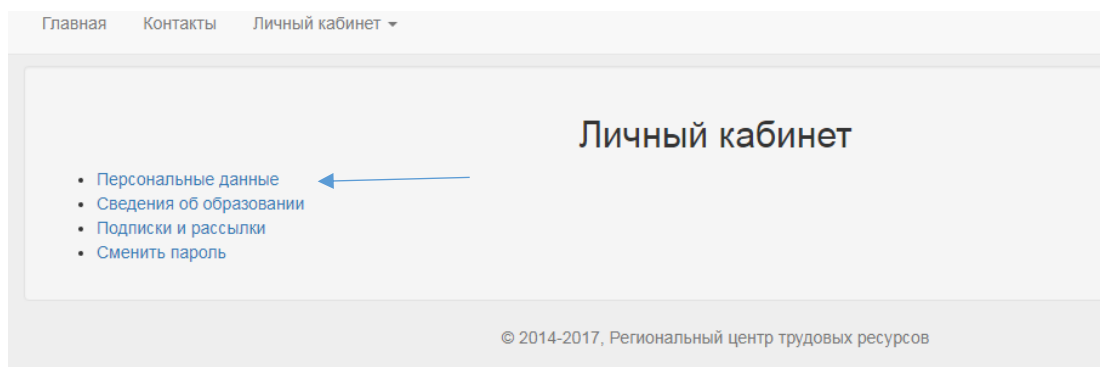 Главная Контакты Личный кабинет
Личный кабинет
Персональные данные
Сведения об образовании
Подписки и рассылки
Сменить пароль
© 2014-2017, Региональный центр трудовых ресурсов